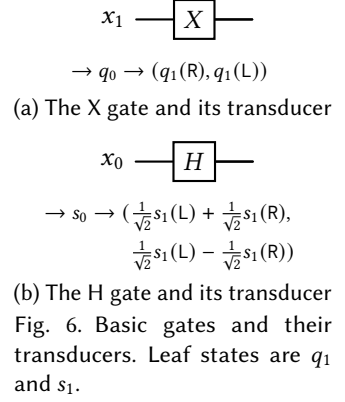 x₁ X
→ q₀ → (q₁(R), q₁(L))
(a) The X gate and its transducer
x₀ H
→ s₀ → (1/√2 s₁(L) + 1/√2 s₁(R),
1/√2 s₁(L) − 1/√2 s₁(R))
(b) The H gate and its transducer
Fig. 6. Basic gates and their
transducers. Leaf states are q₁
and s₁.